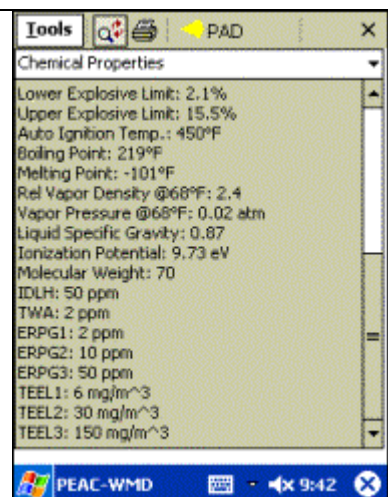 Tools PAD ×
Chemical Properties
Lower Explosive Limit: 2.1%
Upper Explosive Limit: 15.5%
Auto Ignition Temp.: 450°F
Boiling Point: 219°F
Melting Point: -101°F
Rel Vapor Density @68°F: 2.4
Vapor Pressure @68°F: 0.02 atm
Liquid Specific Gravity: 0.87
Ionization Potential: 9.73 eV
Molecular Weight: 70
IDLH: 50 ppm
TWA: 2 ppm
ERPG1: 2 ppm
ERPG2: 10 ppm
ERPG3: 50 ppm
TEEL1: 6 mg/m^3
TEEL2: 30 mg/m^3
TEEL3: 150 mg/m^3
PEAC-WMD 9:42